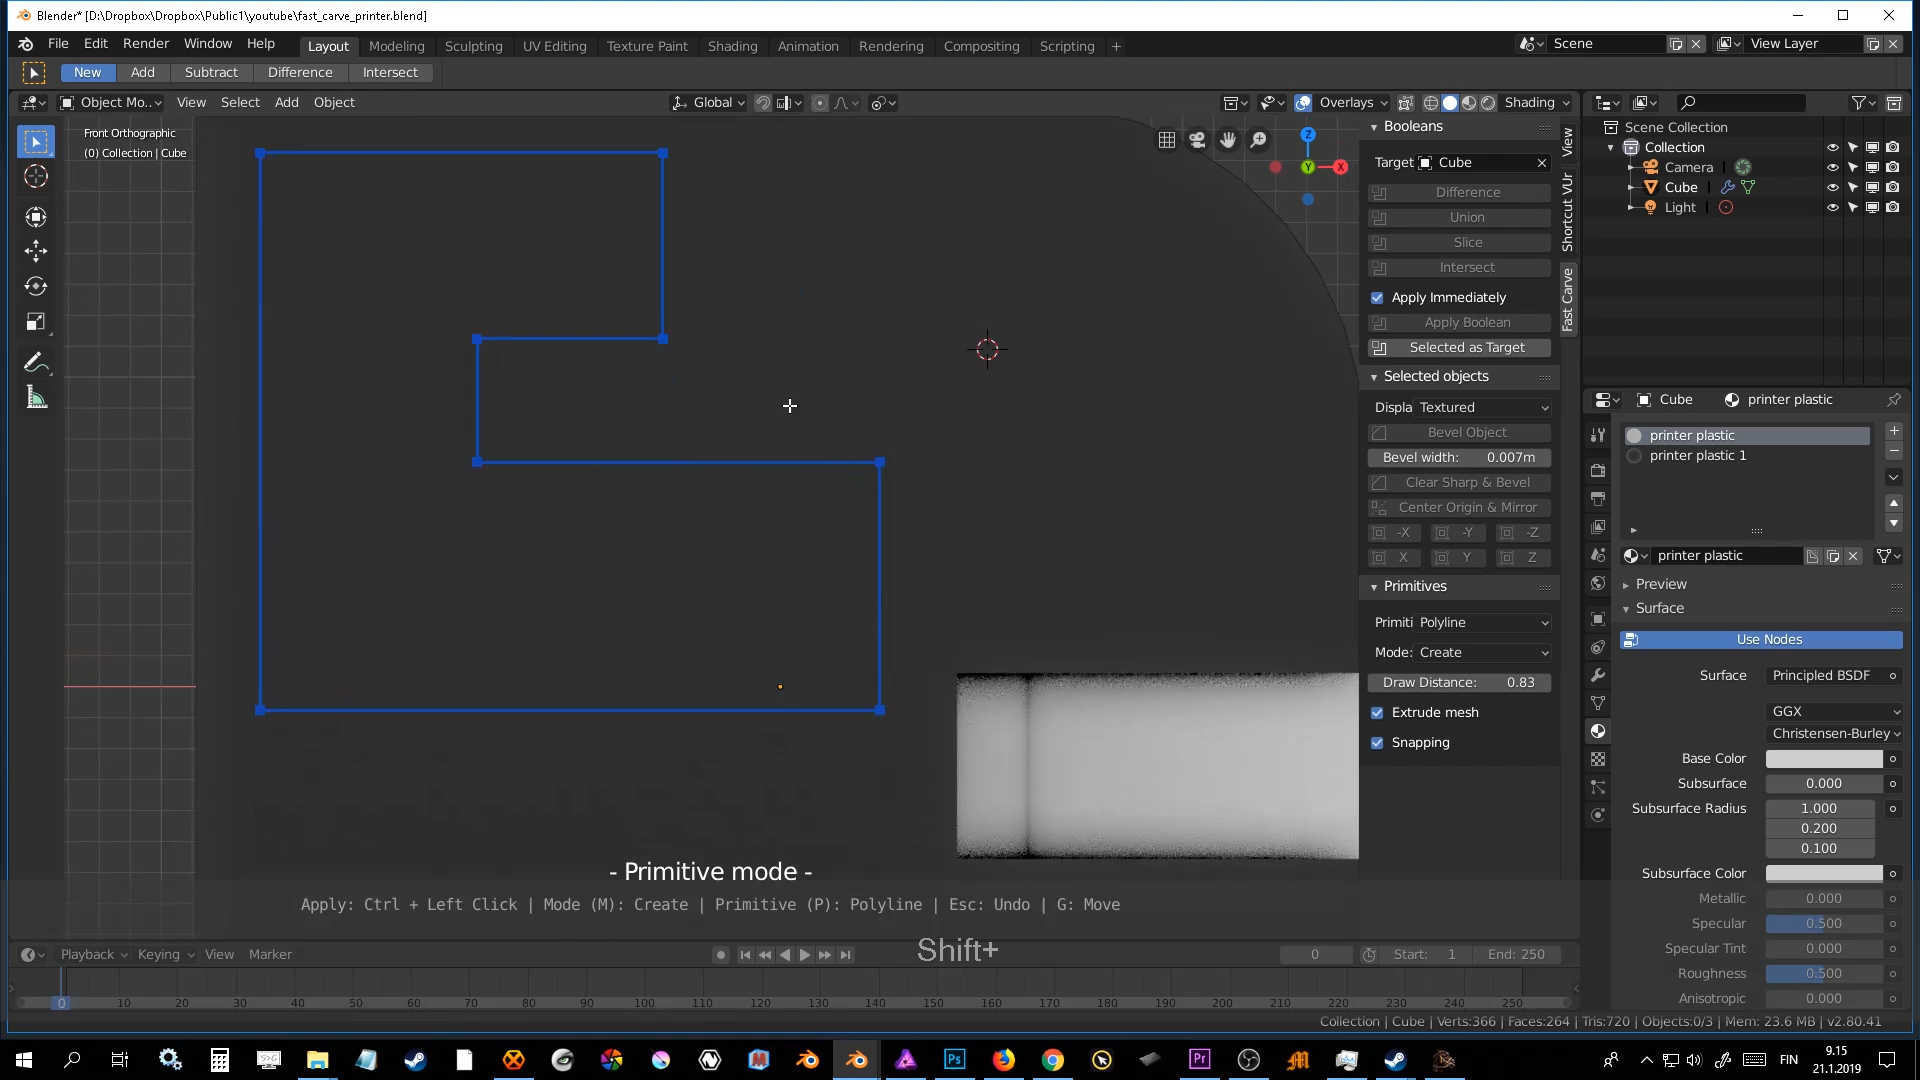 Blender* [D:\Dropbox\Dropbox\Public1\youtube\fast_carve_printer.blend]
File Edit Render Window Help Layout Modeling Sculpting UV Editing Texture Paint Shading Animation Rendering Compositing Scripting + Scene View Layer
New Add Subtract Difference Intersect
Object Mo.. View Select Add Object Global Overlays Shading
Front Orthographic
(0) Collection | Cube
Z
Y
X
Booleans
Target Cube
Difference
Union
Slice
Intersect
Apply Immediately
Apply Boolean
Selected as Target
Selected objects
Displa Textured
Bevel Object
Bevel width: 0.007m
Clear Sharp & Bevel
Center Origin & Mirror
-X -Y -Z
X Y Z
Primitives
Primiti Polyline
Mode: Create
Draw Distance: 0.83
Extrude mesh
Snapping
View
Shortcut VUr
Fast Carve
Scene Collection
Collection
Camera
Cube
Light
Cube printer plastic
printer plastic
printer plastic 1
printer plastic
Preview
Surface
Use Nodes
Surface Principled BSDF
GGX
Christensen-Burley
Base Color
Subsurface 0.000
Subsurface Radius 1.000
0.200
0.100
Subsurface Color
Metallic 0.000
Specular 0.500
Specular Tint 0.000
Roughness 0.500
Anisotropic 0.000
- Primitive mode -
Apply: Ctrl + Left Click | Mode (M): Create | Primitive (P): Polyline | Esc: Undo | G: Move
Shift+
Playback Keying View Marker 0 Start: 1 End: 250
0 10 20 30 40 50 60 70 80 90 100 110 120 130 140 150 160 170 180 190 200 210 220 230 240 250
Collection | Cube | Verts:366 | Faces:264 | Tris:720 | Objects:0/3 | Mem: 23.6 MB | v2.80.41
Ps
Pr
FIN
9.15
21.1.2019